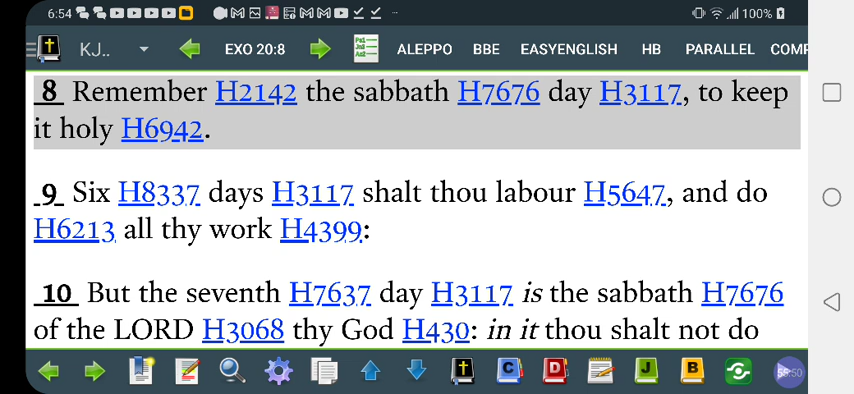 6:54 100%
KJ.. EXO 20:8 ALEPPO BBE EASYENGLISH HB PARALLEL COMP
8 Remember H2142 the sabbath H7676 day H3117, to keep
it holy H6942.
9 Six H8337 days H3117 shalt thou labour H5647, and do
H6213 all thy work H4399:
10 But the seventh H7637 day H3117 is the sabbath H7676
of the LORD H3068 thy God H430: in it thou shalt not do
C D J B